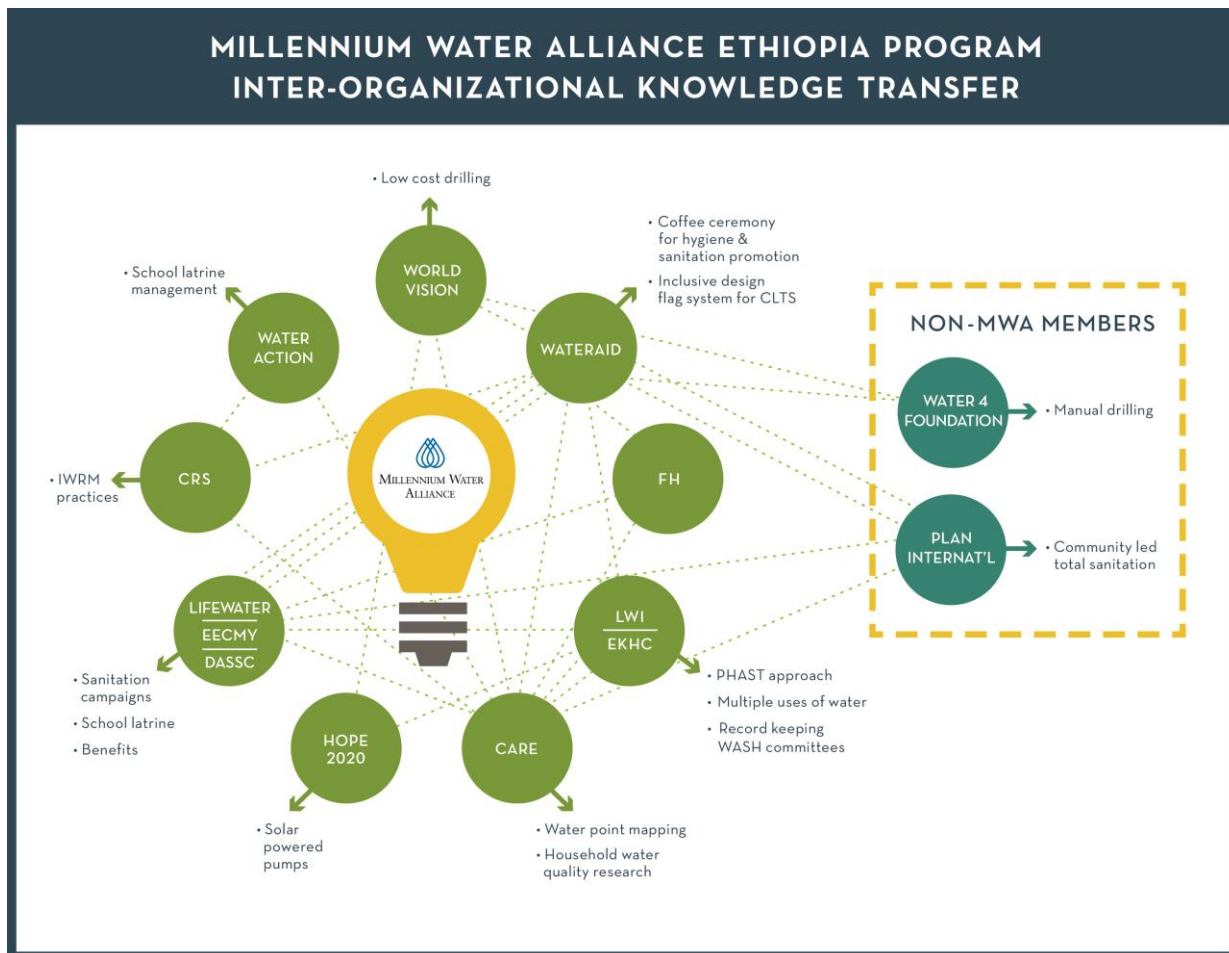 MILLENNIUM WATER ALLIANCE ETHIOPIA PROGRAM
INTER-ORGANIZATIONAL KNOWLEDGE TRANSFER
• Low cost drilling
WORLD
VISION
• Coffee ceremony
for hygiene &
sanitation promotion
• Inclusive design
flag system for CLTS
WATERAID
• School latrine
management
WATER
ACTION
• IWRM
practices
CRS
MILLENNIUM WATER
ALLIANCE
FH
LIFEWATER
EECMY
DASSC
• Sanitation
campaigns
• School latrine
• Benefits
LWI
EKHC
• PHAST approach
• Multiple uses of water
• Record keeping
WASH committees
HOPE
2020
• Solar
powered
pumps
CARE
• Water point mapping
• Household water
quality research
NON-MWA MEMBERS
WATER 4
FOUNDATION
• Manual drilling
PLAN
INTERNAT'L
• Community led
total sanitation